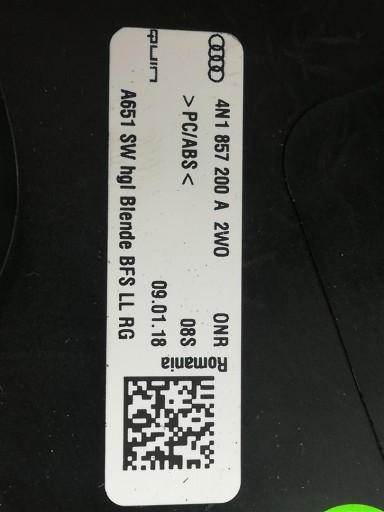 4N1 857 200 A 2WO ONR
>PC/ABS< 08S
09.01.18
A651 SW hgl Blende BFS LL RG
quin
Romania